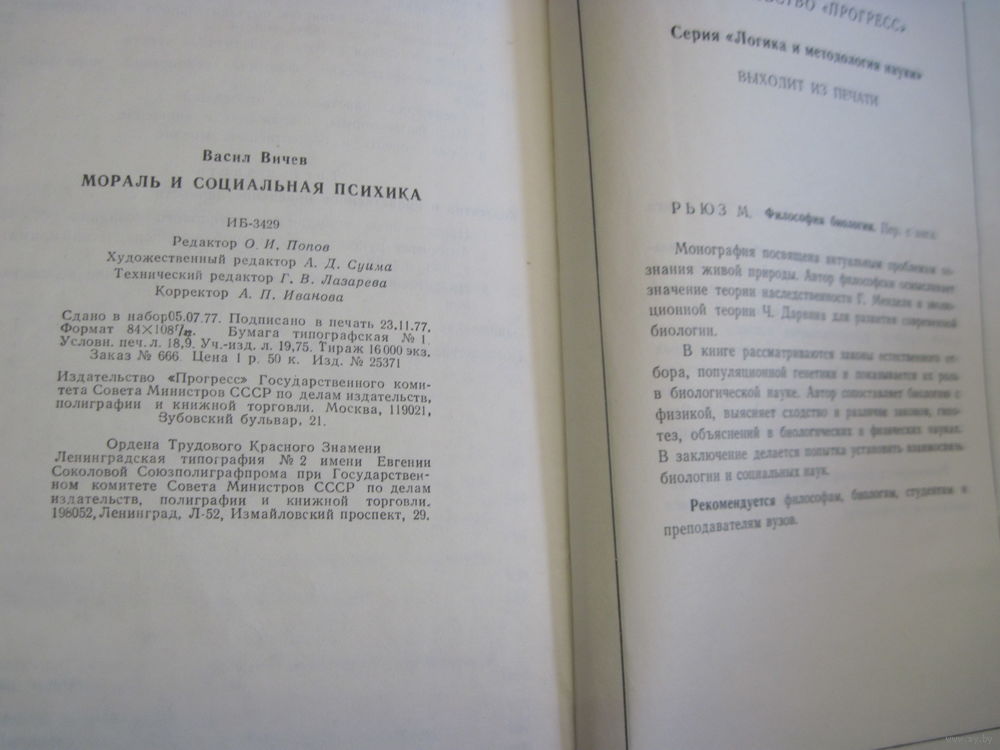 Васил Вичев
МОРАЛЬ И СОЦИАЛЬНАЯ ПСИХИКА
ИБ-3429
Редактор О. И. Попов
Художественный редактор А. Д. Суима
Технический редактор Г. В. Лазарева
Корректор А. П. Иванова
Сдано в набор05.07.77. Подписано в печать 23.11.77.
Формат 84×108 Бумага типографская № 1.
Условн. печ. л. 18,9. Уч.-изд. л. 19,75. Тираж 16 000 экз.
Заказ № 666. Цена 1 р. 50 к. Изд. № 25371
Издательство «Прогресс» Государственного коми-
тета Совета Министров СССР по делам издательств,
полиграфии и книжной торговли. Москва, 119021,
Зубовский бульвар, 21.
Ордена Трудового Красного Знамени
Ленинградская типография № 2 имени Евгении
Соколовой Союзполиграфпрома при Государствен-
ном комитете Совета Министров СССР по делам
издательств, полиграфии и книжной торговли.
198052, Ленинград, Л-52, Измайловский проспект, 29.
«ПРОГРЕСС»
Серия «Логика и методология науки»
ВЫХОДИТ ИЗ ПЕЧАТИ
РЬЮЗ М. Философия биологии. Пер. с англ.
Монография посвящена актуальным проблемам по-
знания живой природы. Автор философски осмысливает
значение теории наследственности Г. Менделя и эволю-
ционной теории Ч. Дарвина для развития современной
биологии.
В книге рассматриваются законы естественного от-
бора, популяционной генетики и показывается их роль
в биологической науке. Автор сопоставляет биологию с
физикой, выясняет сходство и различие законов, гипо-
тез, объяснений в биологических и физических науках.
В заключение делается попытка установить взаимосвязь
биологии и социальных наук.
Рекомендуется философам, биологам, студентам и
преподавателям вузов.
www.ay.by